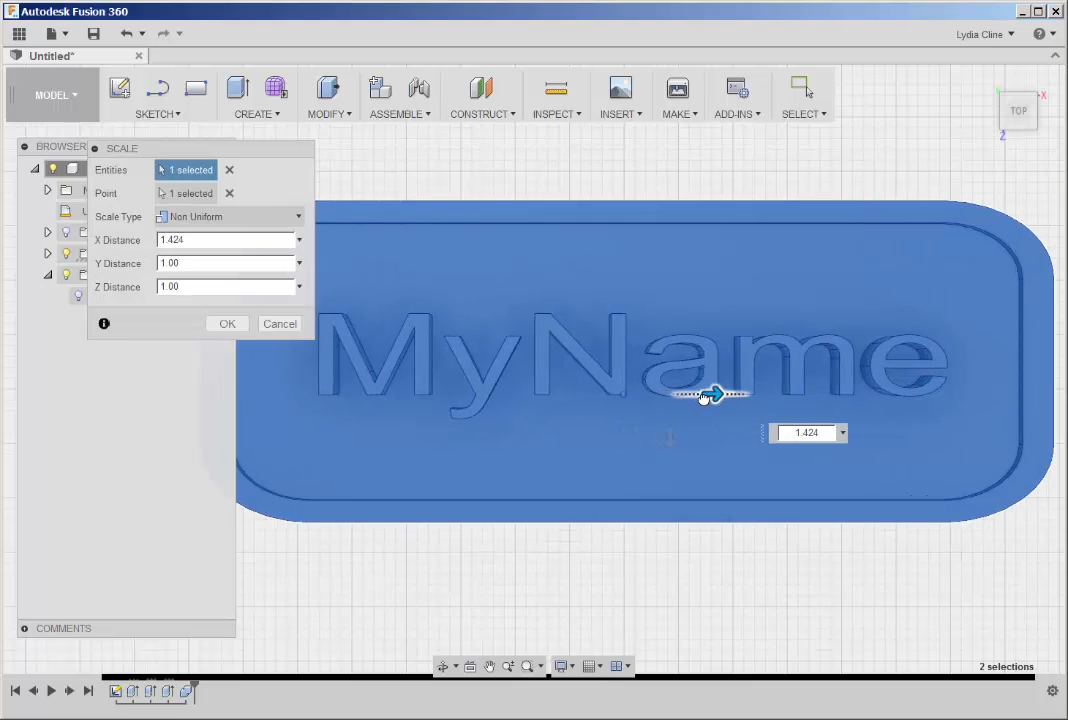 Autodesk Fusion 360
Lydia Cline
Untitled*
MODEL
SKETCH
CREATE
MODIFY
ASSEMBLE
CONSTRUCT
INSPECT
INSERT
MAKE
ADD-INS
SELECT
TOP
X
Z
BROWSER
SCALE
Entities
1 selected
Point
1 selected
Scale Type
Non Uniform
X Distance
1.424
Y Distance
1.00
Z Distance
1.00
OK
Cancel
MyName
1.424
COMMENTS
2 selections